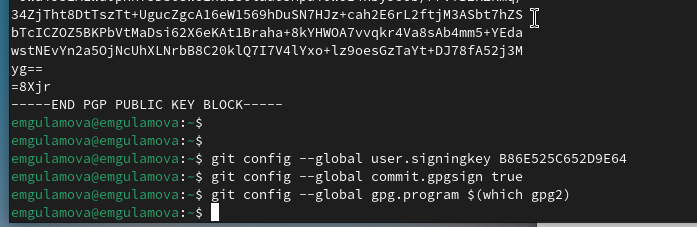 34ZjTht8DtTszTt+UgucZgcA16eW1569hDuSN7HJz+cah2E6rL2ftjM3ASbt7hZS
bTcICZOZ5BKPbVtMaDsi62X6eKAt1Braha+8kYHWOA7vvqkr4Va8sAb4mm5+YEda
wstNEvYn2a5OjNcUhXLNrbB8C20klQ7I7V4lYxo+lz9oesGzTaYt+DJ78fA52j3M
yg==
=8Xjr
-----END PGP PUBLIC KEY BLOCK-----
emgulamova@emgulamova:~$
emgulamova@emgulamova:~$
emgulamova@emgulamova:~$ git config --global user.signingkey B86E525C652D9E64
emgulamova@emgulamova:~$ git config --global commit.gpgsign true
emgulamova@emgulamova:~$ git config --global gpg.program $(which gpg2)
emgulamova@emgulamova:~$